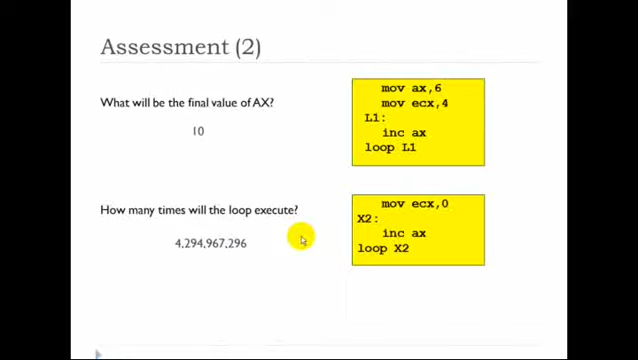 Assessment (2)
What will be the final value of AX?
10
mov ax,6
mov ecx,4
L1:
inc ax
loop L1
How many times will the loop execute?
4,294,967,296
mov ecx,0
X2:
inc ax
loop X2